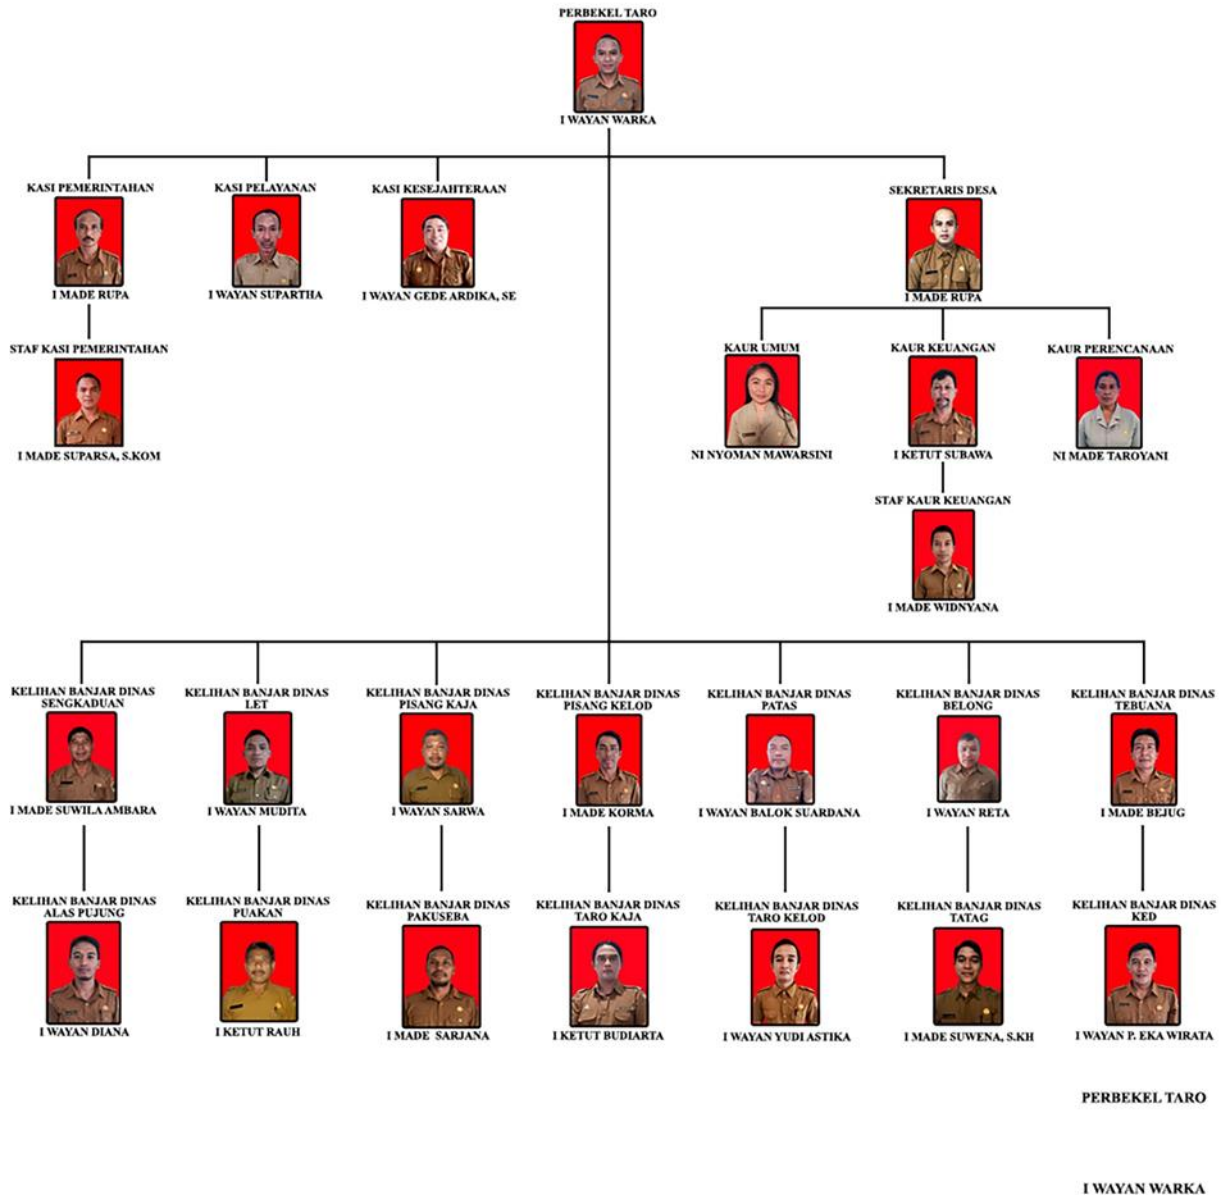 PERBEKEL TARO
I WAYAN WARKA
KASI PEMERINTAHAN
I MADE RUPA
KASI PELAYANAN
I WAYAN SUPARTHA
KASI KESEJAHTERAAN
I WAYAN GEDE ARDIKA, SE
SEKRETARIS DESA
I MADE RUPA
STAF KASI PEMERINTAHAN
I MADE SUPARSA, S.KOM
KAUR UMUM
NI NYOMAN MAWARSINI
KAUR KEUANGAN
I KETUT SUBAWA
KAUR PERENCANAAN
NI MADE TAROYANI
STAF KAUR KEUANGAN
I MADE WIDNYANA
KELIHAN BANJAR DINAS
SENGKADUAN
I MADE SUWILA AMBARA
KELIHAN BANJAR DINAS
LET
I WAYAN MUDITA
KELIHAN BANJAR DINAS
PISANG KAJA
I WAYAN SARWA
KELIHAN BANJAR DINAS
PISANG KELOD
I MADE KORMA
KELIHAN BANJAR DINAS
PATAS
I WAYAN BALOK SUARDANA
KELIHAN BANJAR DINAS
BELONG
I WAYAN RETA
KELIHAN BANJAR DINAS
TEBUANA
I MADE BEJUG
KELIHAN BANJAR DINAS
ALAS PUJUNG
I WAYAN DIANA
KELIHAN BANJAR DINAS
PUAKAN
I KETUT RAUH
KELIHAN BANJAR DINAS
PAKUSEBA
I MADE SARJANA
KELIHAN BANJAR DINAS
TARO KAJA
I KETUT BUDIARTA
KELIHAN BANJAR DINAS
TARO KELOD
I WAYAN YUDI ASTIKA
KELIHAN BANJAR DINAS
TATAG
I MADE SUWENA, S.KH
KELIHAN BANJAR DINAS
KED
I WAYAN P. EKA WIRATA
PERBEKEL TARO
I WAYAN WARKA